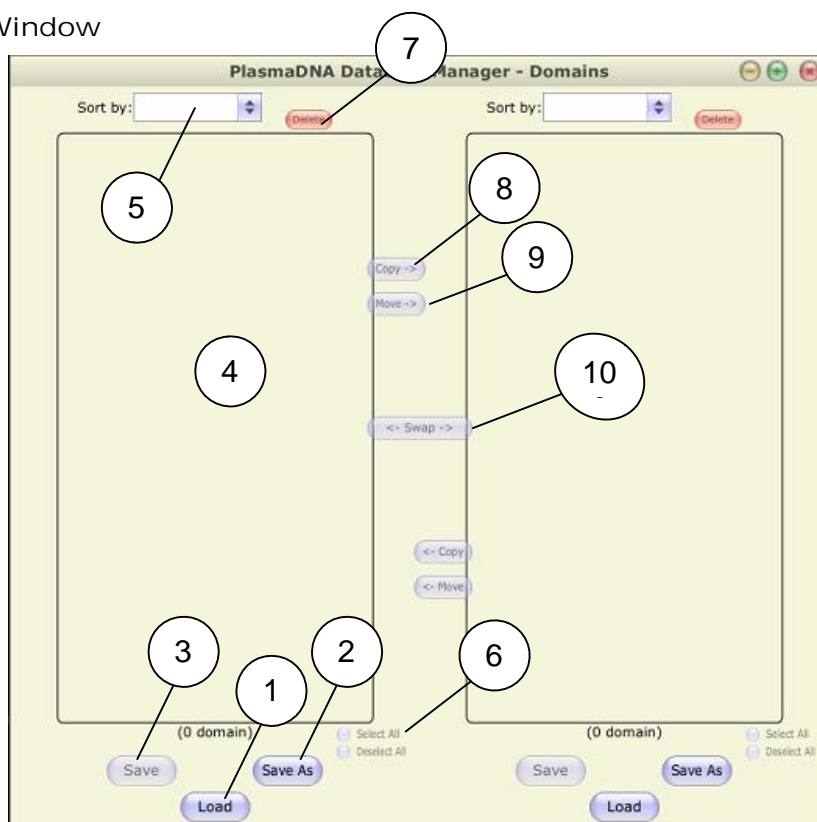 Window
7
PlasmaDNA Data Manager - Domains
Sort by: Delete Sort by: Delete
5
8
Copy ->
9
Move ->
4
10
<- Swap ->
<- Copy
<- Move
3 2 6
1
(0 domain) Select All (0 domain) Select All
Deselect All Deselect All
Save Save As Save Save As
Load Load